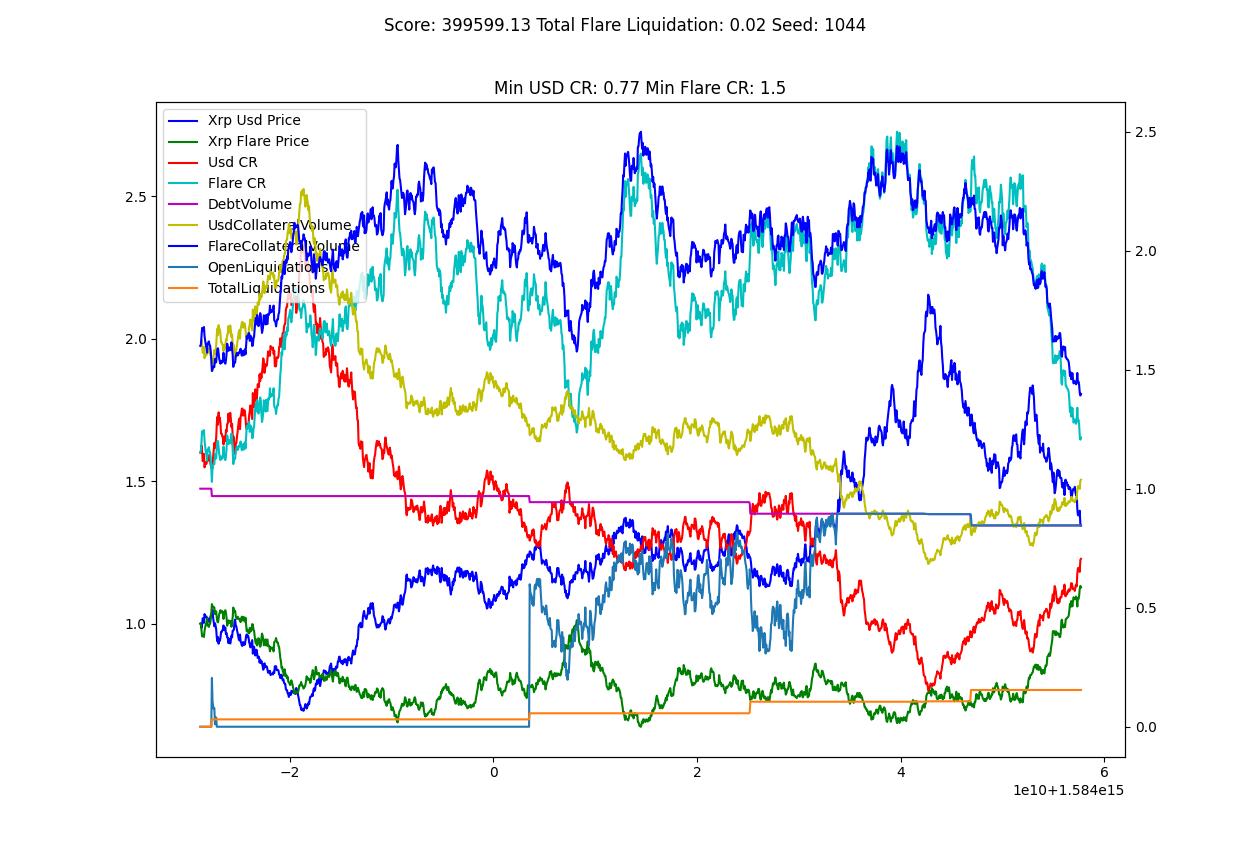 Score: 399599.13 Total Flare Liquidation: 0.02 Seed: 1044
Min USD CR: 0.77 Min Flare CR: 1.5
Xrp Usd Price
Xrp Flare Price
Usd CR
Flare CR
DebtVolume
UsdCollateralVolume
FlareCollateralVolume
OpenLiquidations
TotalLiquidations
2.5
2.0
1.5
1.0
2.5
2.0
1.5
1.0
0.5
0.0
−2
0
2
4
6
1e10+1.584e15